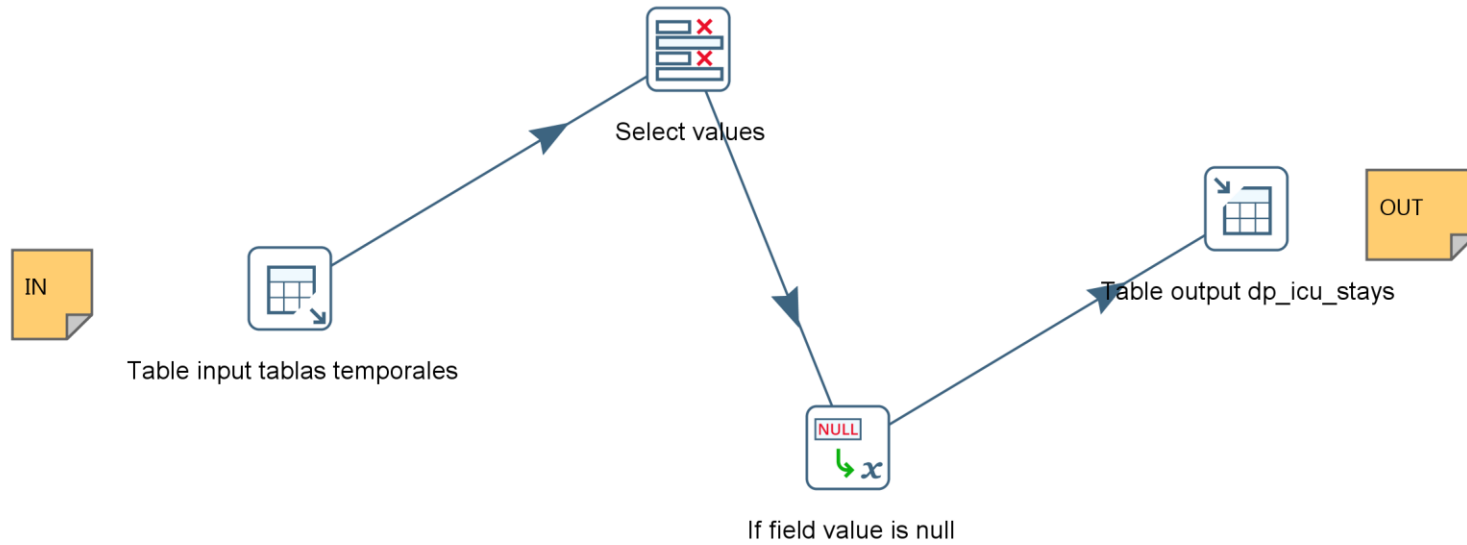 Select values
IN
Table input tablas temporales
OUT
Table output dp_icu_stays
NULL
x
If field value is null